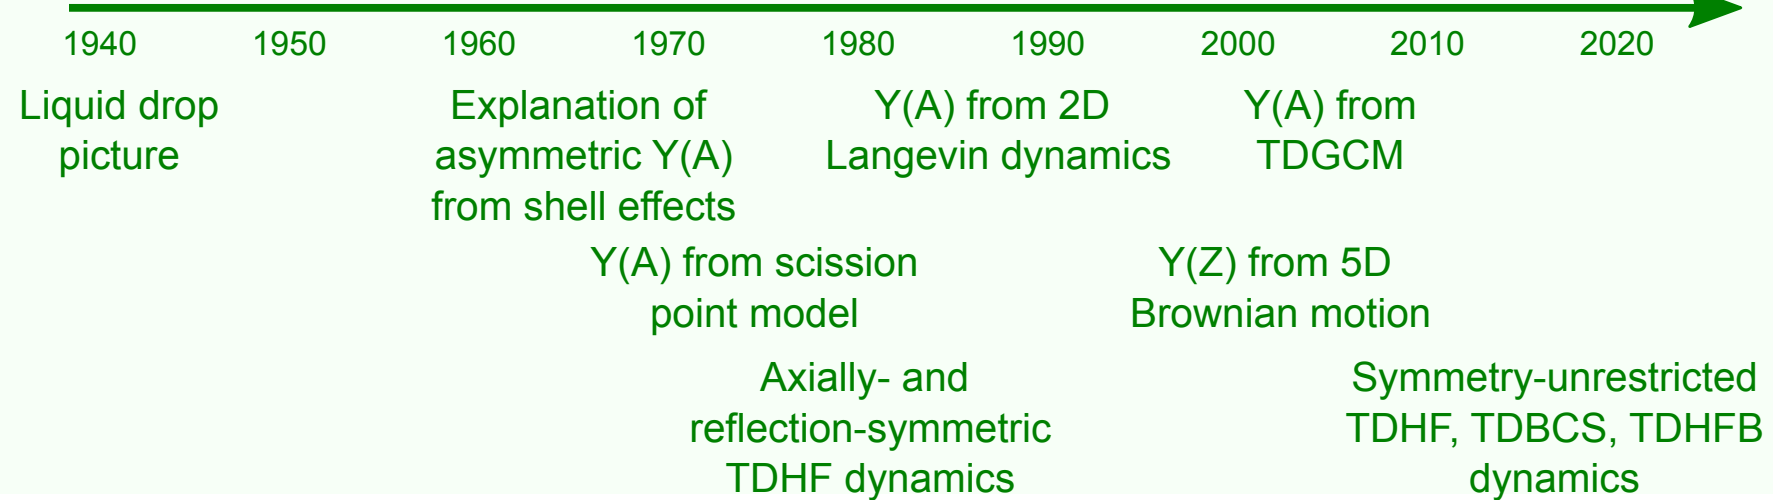 1940 1950 1960 1970 1980 1990 2000 2010 2020
Liquid drop
picture
Explanation of
asymmetric Y(A)
from shell effects
Y(A) from 2D
Langevin dynamics
Y(A) from
TDGCM
Y(A) from scission
point model
Y(Z) from 5D
Brownian motion
Axially- and
reflection-symmetric
TDHF dynamics
Symmetry-unrestricted
TDHF, TDBCS, TDHFB
dynamics